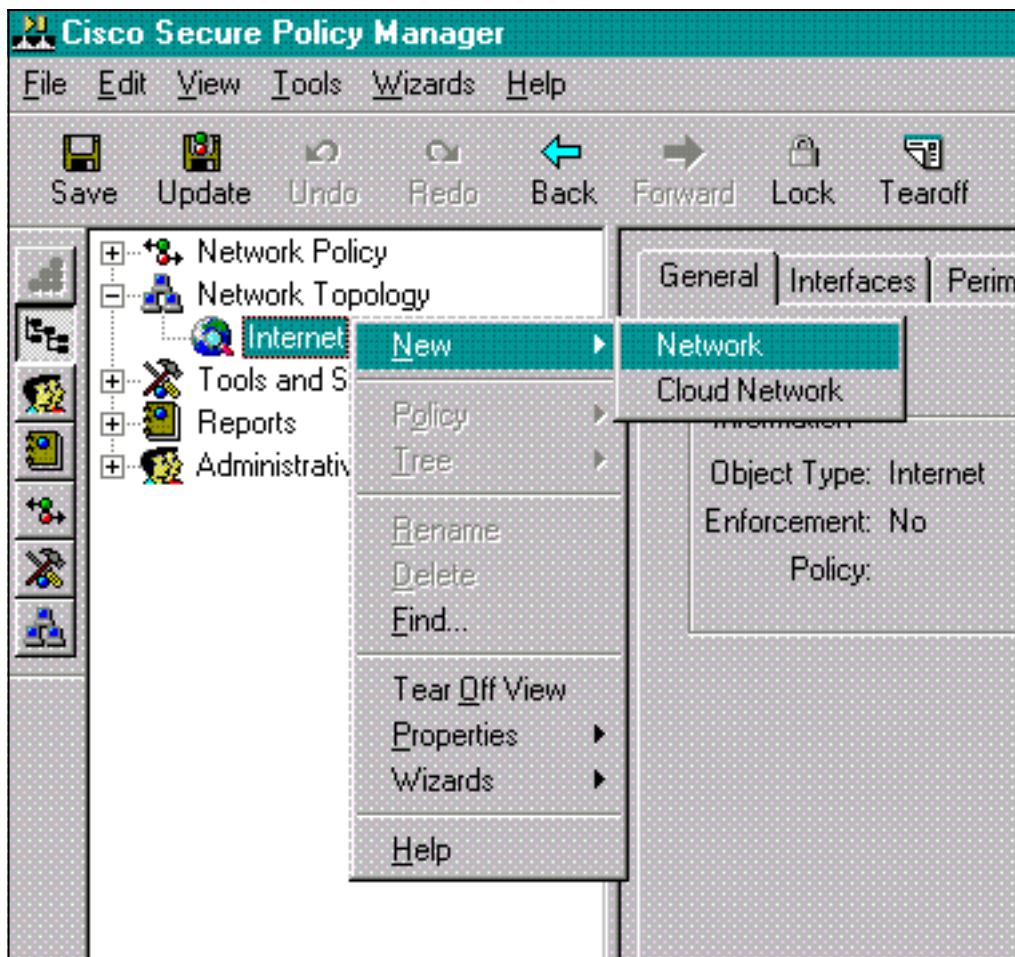 Cisco Secure Policy Manager
File Edit View Tools Wizards Help
Save Update Undo Redo Back Forward Lock Tearoff
Network Policy
Network Topology
Internet
Tools and S
Reports
Administrativ
New
Policy
Tree
Rename
Delete
Find...
Tear Off View
Properties
Wizards
Help
Network
Cloud Network
General Interfaces Perim
Information
Object Type: Internet
Enforcement: No
Policy: